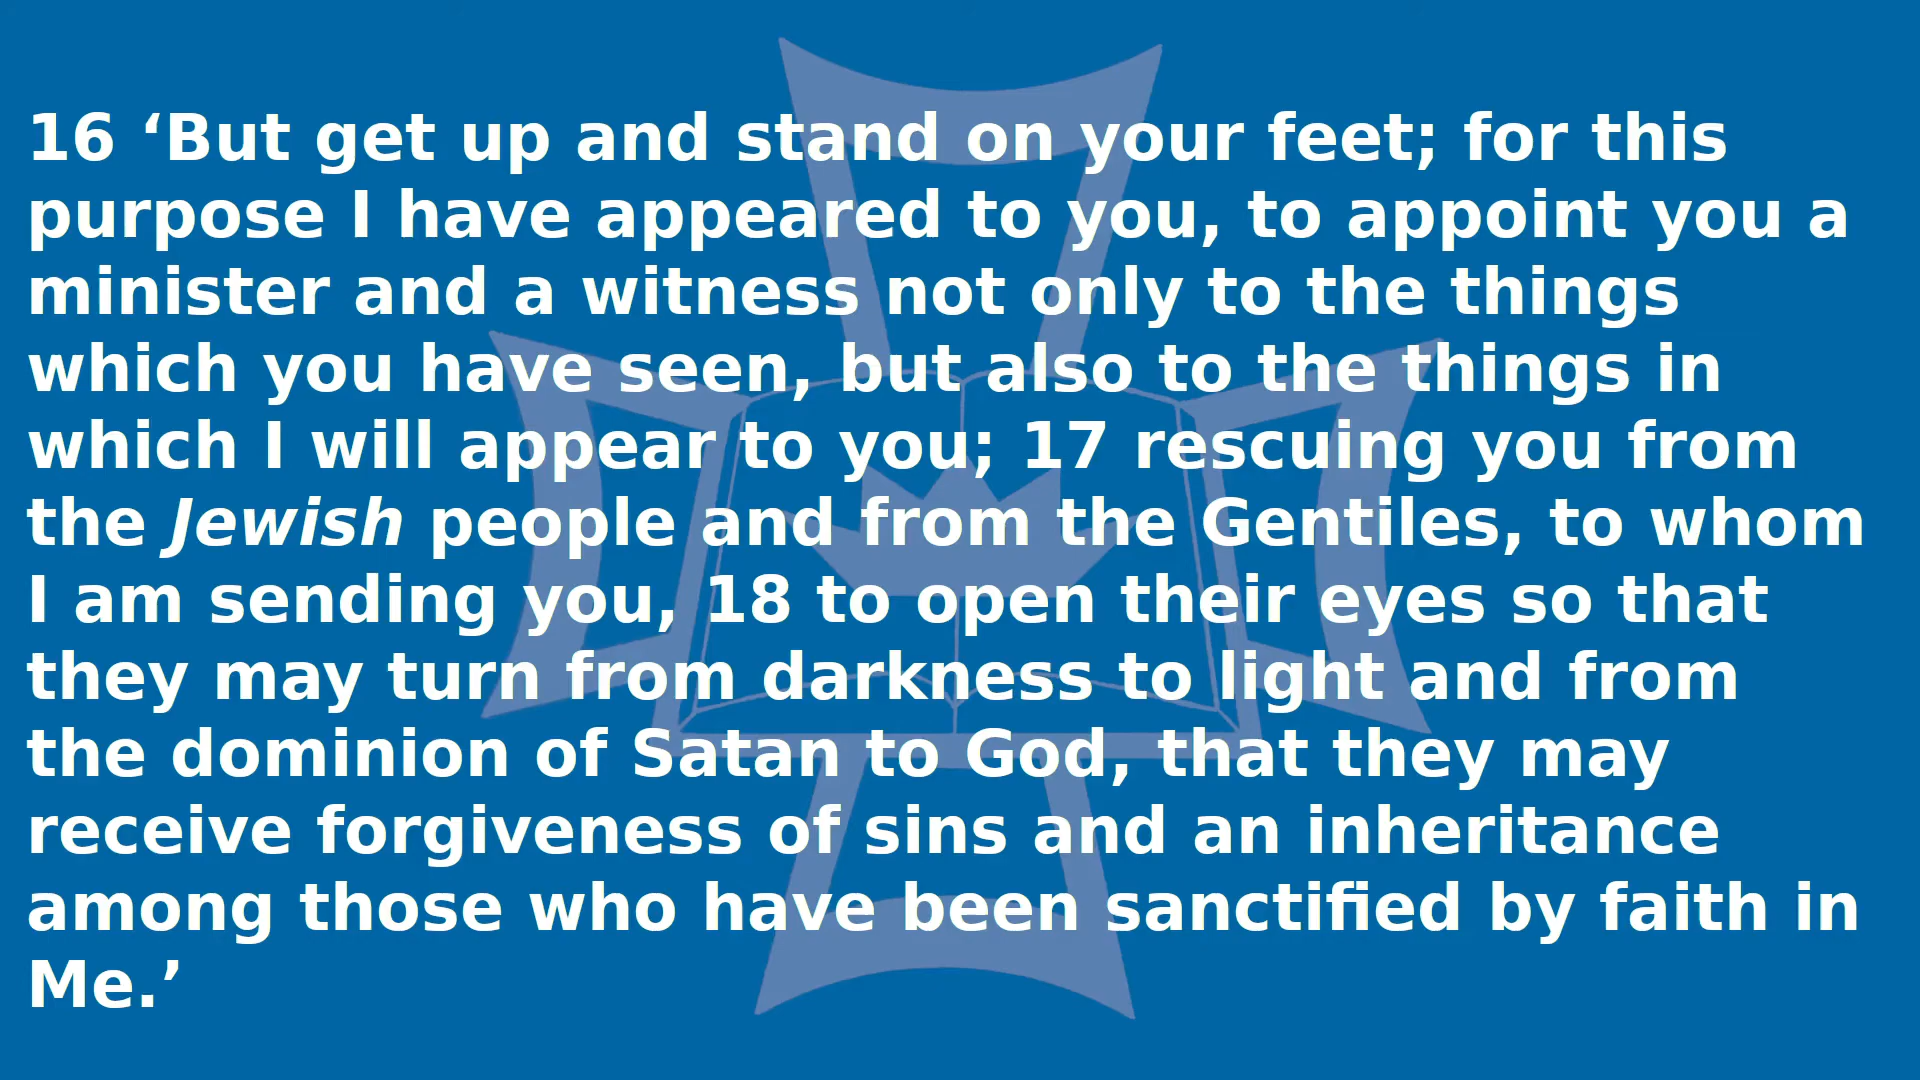 16 ‘But get up and stand on your feet; for this
purpose I have appeared to you, to appoint you a
minister and a witness not only to the things
which you have seen, but also to the things in
which I will appear to you; 17 rescuing you from
the Jewish people and from the Gentiles, to whom
I am sending you, 18 to open their eyes so that
they may turn from darkness to light and from
the dominion of Satan to God, that they may
receive forgiveness of sins and an inheritance
among those who have been sanctified by faith in
Me.’